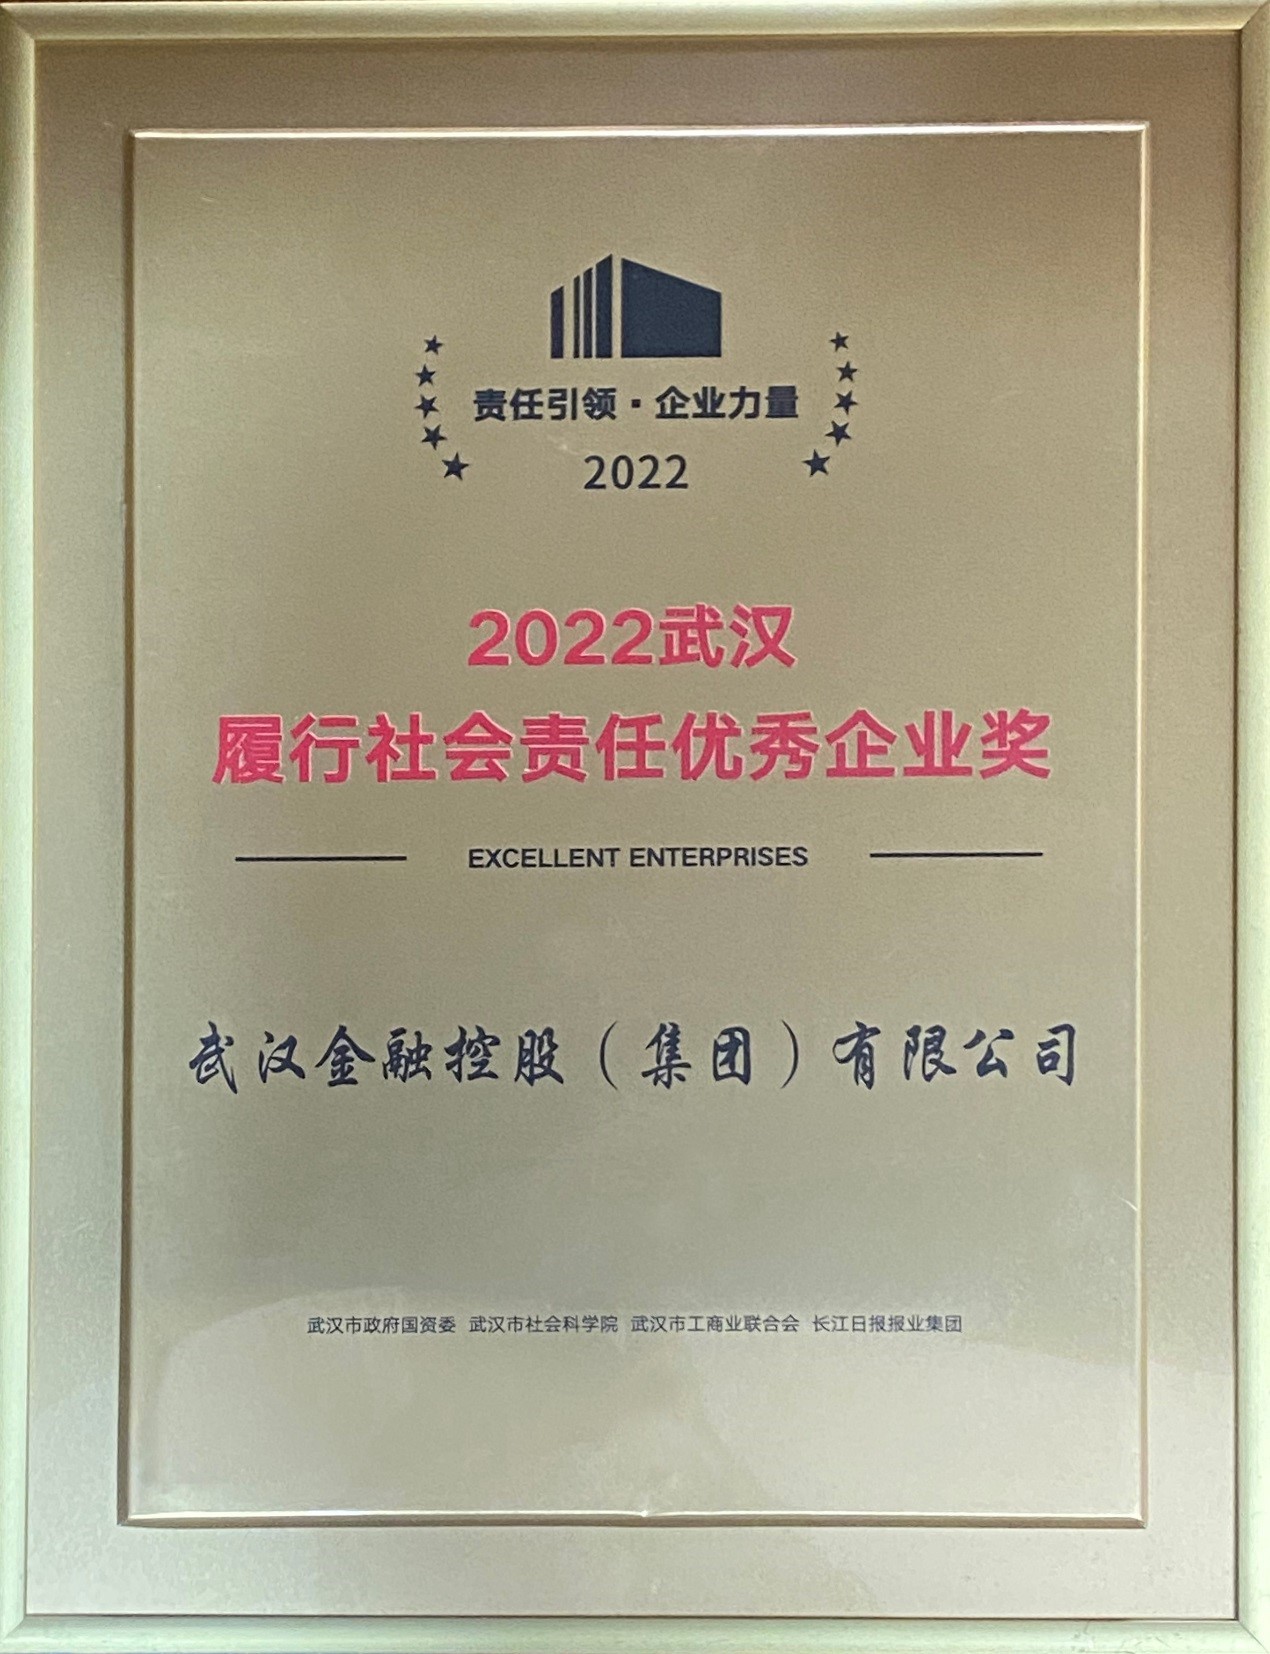 责任引领·企业力量
2022
2022武汉
履行社会责任优秀企业奖
EXCELLENT ENTERPRISES
武汉金融控股（集团）有限公司
武汉市政府国资委 武汉市社会科学院 武汉市工商业联合会 长江日报报业集团